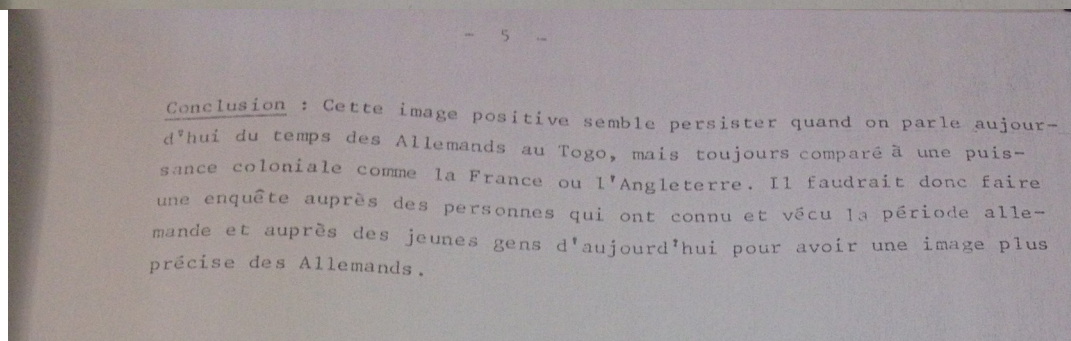 - 5 -
Conclusion : Cette image positive semble persister quand on parle aujour-
d'hui du temps des Allemands au Togo, mais toujours comparé à une puis-
sance coloniale comme la France ou l'Angleterre. Il faudrait donc faire
une enquête auprès des personnes qui ont connu et vécu la période alle-
mande et auprès des jeunes gens d'aujourd'hui pour avoir une image plus
précise des Allemands.